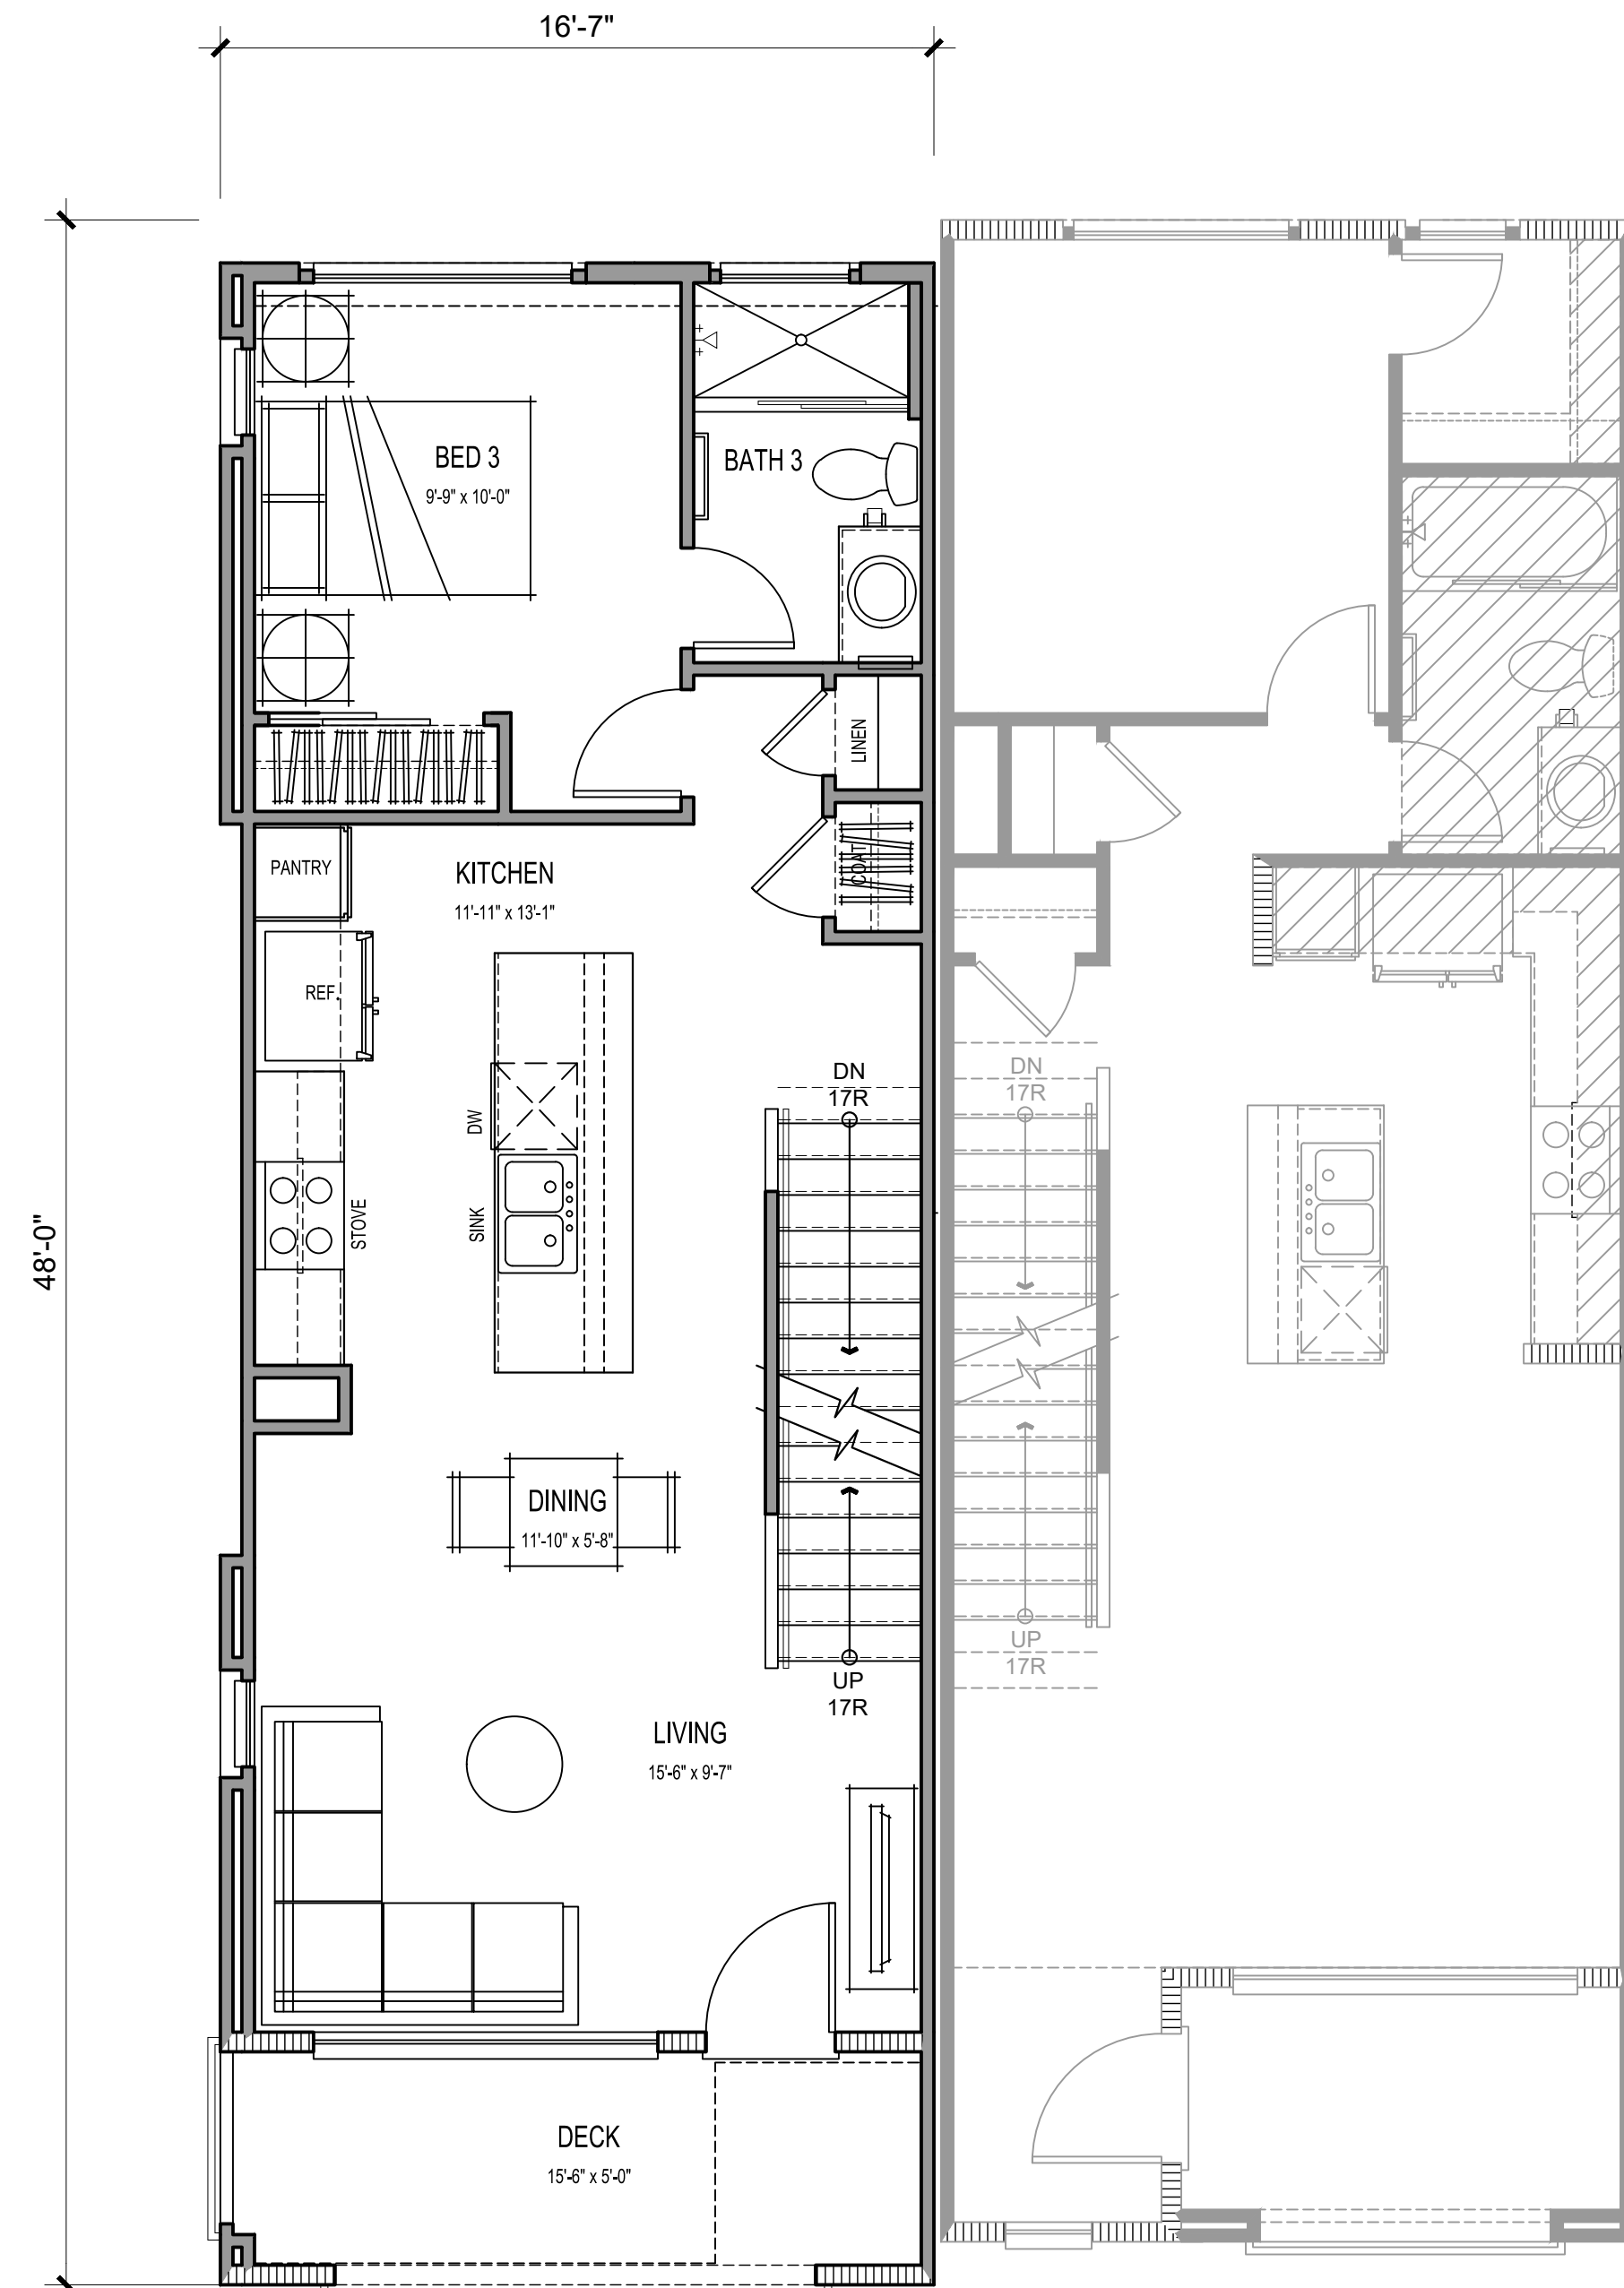 16'-7"
48'-0"
BED 3
9'-9" x 10'-0"
BATH 3
LINEN
COAT
PANTRY
KITCHEN
11'-11" x 13'-1"
REF.
DW
SINK
STOVE
DN
17R
DN
17R
DINING
11'-10" x 5'-8"
UP
17R
UP
17R
LIVING
15'-6" x 9'-7"
DECK
15'-6" x 5'-0"